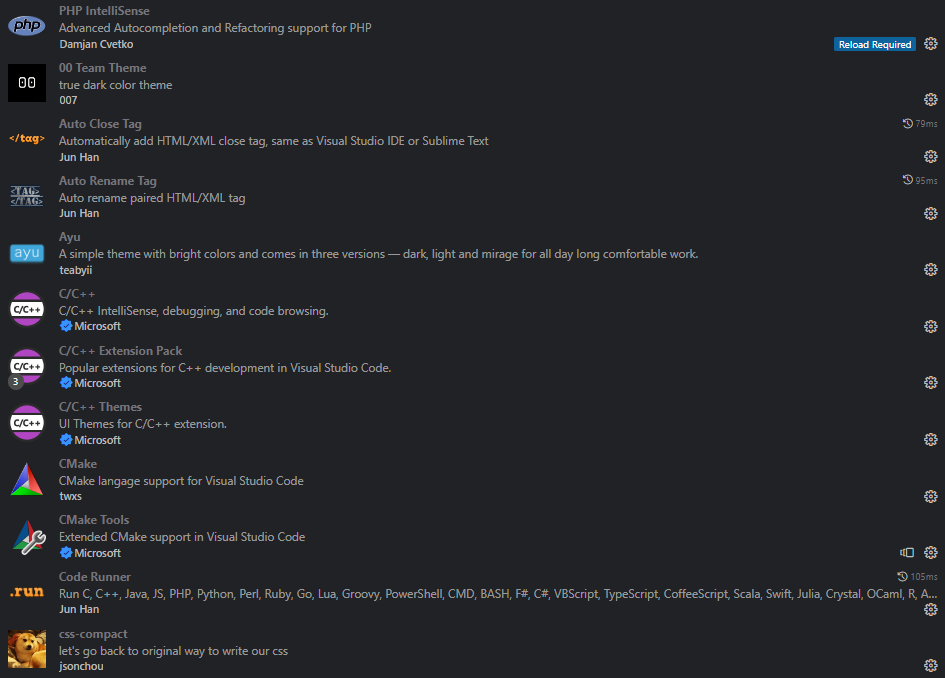 php
PHP IntelliSense
Advanced Autocompletion and Refactoring support for PHP
Damjan Cvetko
Reload Required
00
00 Team Theme
true dark color theme
007
</tag>
Auto Close Tag
79ms
Automatically add HTML/XML close tag, same as Visual Studio IDE or Sublime Text
Jun Han
<TAG>
</TAG>
Auto Rename Tag
95ms
Auto rename paired HTML/XML tag
Jun Han
ayu
Ayu
A simple theme with bright colors and comes in three versions — dark, light and mirage for all day long comfortable work.
teabyii
C/C++
C/C++
C/C++ IntelliSense, debugging, and code browsing.
Microsoft
C/C++
3
C/C++ Extension Pack
Popular extensions for C++ development in Visual Studio Code.
Microsoft
C/C++
C/C++ Themes
UI Themes for C/C++ extension.
Microsoft
CMake
CMake langage support for Visual Studio Code
twxs
CMake Tools
Extended CMake support in Visual Studio Code
Microsoft
.run
Code Runner
105ms
Run C, C++, Java, JS, PHP, Python, Perl, Ruby, Go, Lua, Groovy, PowerShell, CMD, BASH, F#, C#, VBScript, TypeScript, CoffeeScript, Scala, Swift, Julia, Crystal, OCaml, R, A...
Jun Han
css-compact
let's go back to original way to write our css
jsonchou